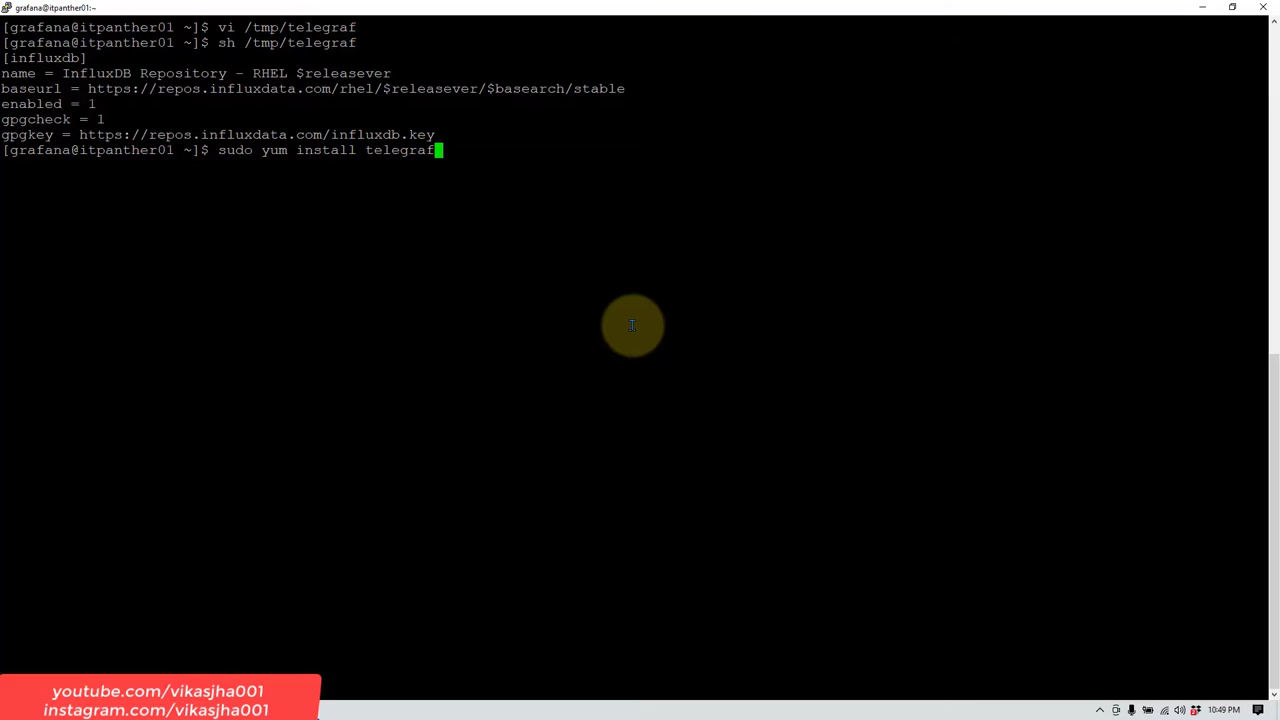 grafana@itpanther01:~
[grafana@itpanther01 ~]$ vi /tmp/telegraf
[grafana@itpanther01 ~]$ sh /tmp/telegraf
[influxdb]
name = InfluxDB Repository - RHEL $releasever
baseurl = https://repos.influxdata.com/rhel/$releasever/$basearch/stable
enabled = 1
gpgcheck = 1
gpgkey = https://repos.influxdata.com/influxdb.key
[grafana@itpanther01 ~]$ sudo yum install telegraf
youtube.com/vikasjha001
instagram.com/vikasjha001
10:49 PM